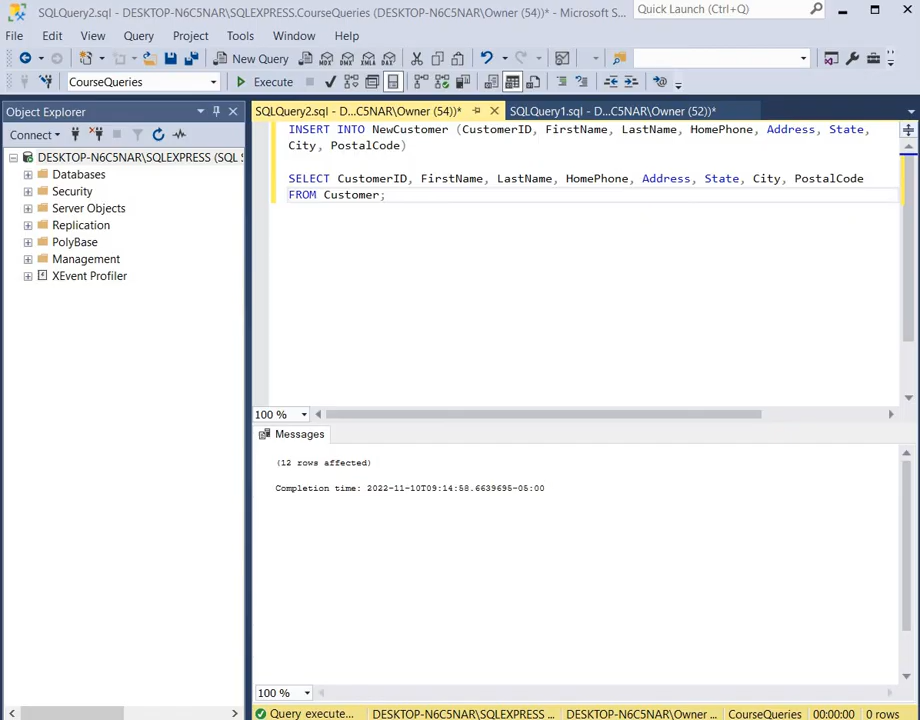 SQLQuery2.sql - DESKTOP-N6C5NAR\SQLEXPRESS.CourseQueries (DESKTOP-N6C5NAR\Owner (54))* - Microsoft S...
Quick Launch (Ctrl+Q)
File Edit View Query Project Tools Window Help
New Query
CourseQueries
Execute
Object Explorer
SQLQuery2.sql - D...C5NAR\Owner (54))*
SQLQuery1.sql - D...C5NAR\Owner (52))*
Connect
DESKTOP-N6C5NAR\SQLEXPRESS (SQL S
Databases
Security
Server Objects
Replication
PolyBase
Management
XEvent Profiler
INSERT INTO NewCustomer (CustomerID, FirstName, LastName, HomePhone, Address, State,
City, PostalCode)
SELECT CustomerID, FirstName, LastName, HomePhone, Address, State, City, PostalCode
FROM Customer;
100 %
Messages
(12 rows affected)
Completion time: 2022-11-10T09:14:58.6639695-05:00
100 %
Query execute... DESKTOP-N6C5NAR\SQLEXPRESS ... DESKTOP-N6C5NAR\Owner ... CourseQueries 00:00:00 0 rows